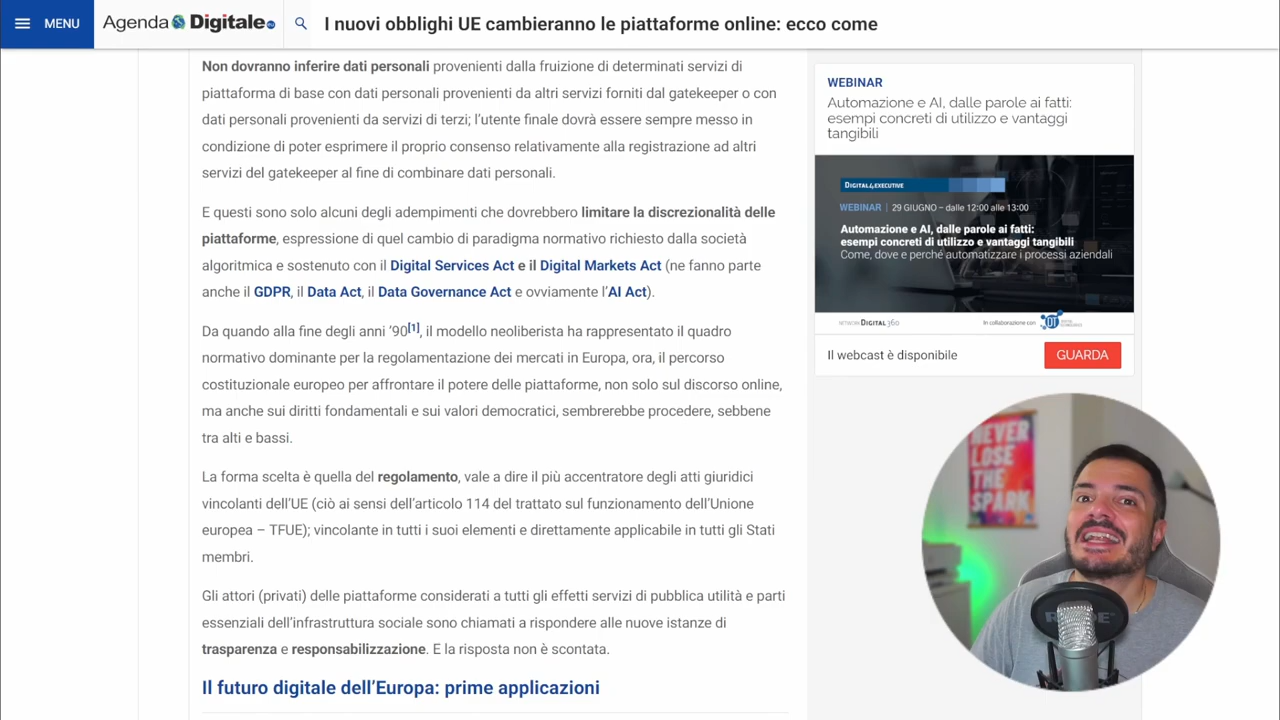 MENU
Agenda Digitale.eu
I nuovi obblighi UE cambieranno le piattaforme online: ecco come
Non dovranno inferire dati personali provenienti dalla fruizione di determinati servizi di
piattaforma di base con dati personali provenienti da altri servizi forniti dal gatekeeper o con
dati personali provenienti da servizi di terzi; l’utente finale dovrà essere sempre messo in
condizione di poter esprimere il proprio consenso relativamente alla registrazione ad altri
servizi del gatekeeper al fine di combinare dati personali.
E questi sono solo alcuni degli adempimenti che dovrebbero limitare la discrezionalità delle
piattaforme, espressione di quel cambio di paradigma normativo richiesto dalla società
algoritmica e sostenuto con il Digital Services Act e il Digital Markets Act (ne fanno parte
anche il GDPR, il Data Act, il Data Governance Act e ovviamente l’AI Act).
Da quando alla fine degli anni ’90[1], il modello neoliberista ha rappresentato il quadro
normativo dominante per la regolamentazione dei mercati in Europa, ora, il percorso
costituzionale europeo per affrontare il potere delle piattaforme, non solo sul discorso online,
ma anche sui diritti fondamentali e sui valori democratici, sembrerebbe procedere, sebbene
tra alti e bassi.
La forma scelta è quella del regolamento, vale a dire il più accentratore degli atti giuridici
vincolanti dell’UE (ciò ai sensi dell’articolo 114 del trattato sul funzionamento dell’Unione
europea – TFUE); vincolante in tutti i suoi elementi e direttamente applicabile in tutti gli Stati
membri.
Gli attori (privati) delle piattaforme considerati a tutti gli effetti servizi di pubblica utilità e parti
essenziali dell’infrastruttura sociale sono chiamati a rispondere alle nuove istanze di
trasparenza e responsabilizzazione. E la risposta non è scontata.
Il futuro digitale dell’Europa: prime applicazioni
WEBINAR
Automazione e AI, dalle parole ai fatti:
esempi concreti di utilizzo e vantaggi
tangibili
DIGITAL4EXECUTIVE
WEBINAR | 29 GIUGNO – dalle 12:00 alle 13:00
Automazione e AI, dalle parole ai fatti:
esempi concreti di utilizzo e vantaggi tangibili
Come, dove e perché automatizzare i processi aziendali
NETWORK DIGITAL 360
In collaborazione con
Il webcast è disponibile
GUARDA
NEVER
LOSE
THE
SPARK